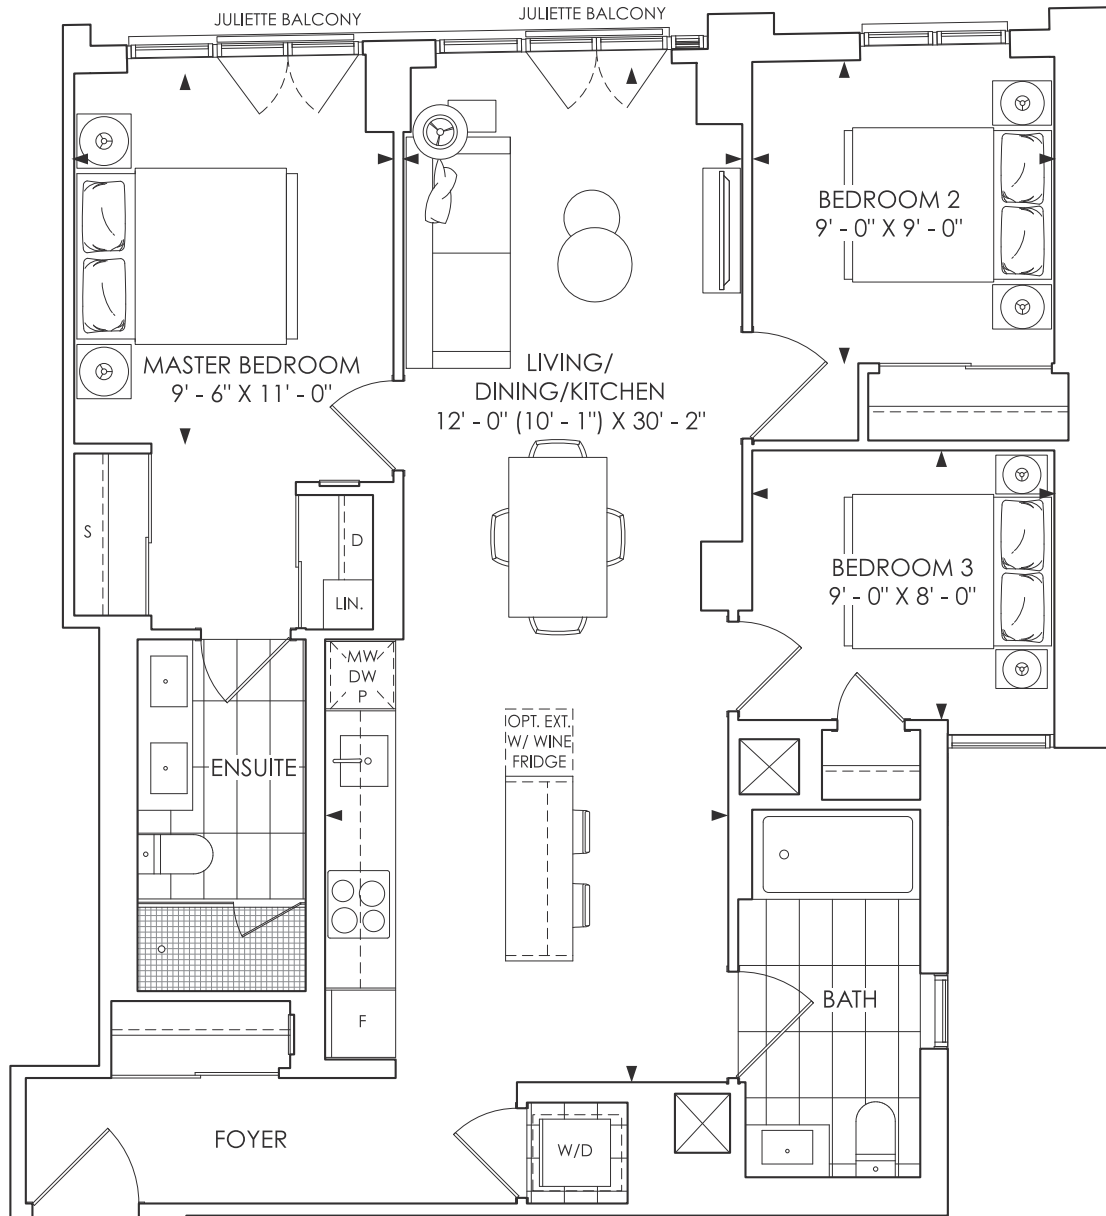 JULIETTE BALCONY
JULIETTE BALCONY
BEDROOM 2
9' - 0" X 9' - 0"
MASTER BEDROOM
9' - 6" X 11' - 0"
LIVING/
DINING/KITCHEN
12' - 0" (10' - 1") X 30' - 2"
S
D
LIN.
BEDROOM 3
9' - 0" X 8' - 0"
MW
DW
P
OPT. EXT.
W/ WINE
FRIDGE
ENSUITE
F
BATH
FOYER
W/D